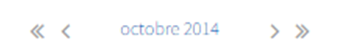 « ‹ octobre 2014 › »